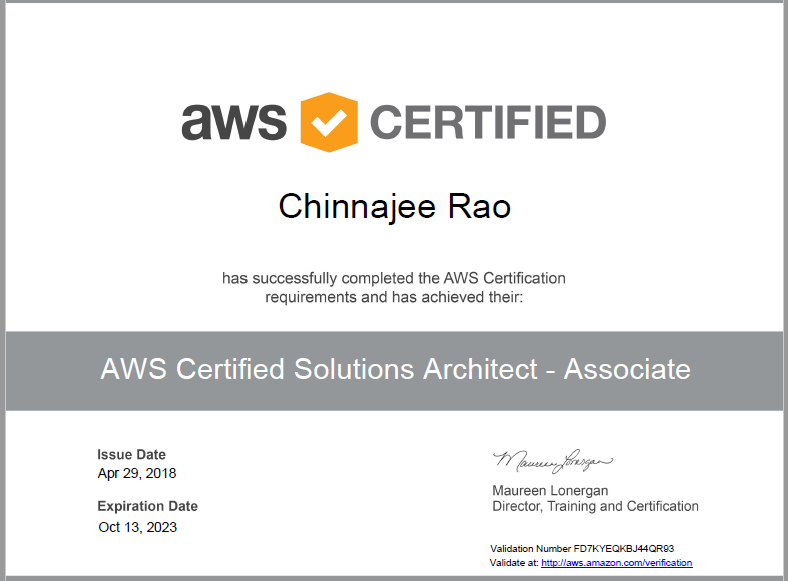 aws CERTIFIED
Chinnajee Rao
has successfully completed the AWS Certification
requirements and has achieved their:
AWS Certified Solutions Architect - Associate
Issue Date
Apr 29, 2018
Expiration Date
Oct 13, 2023
Maureen Lonergan
Maureen Lonergan
Director, Training and Certification
Validation Number FD7KYEQKBJ44QR93
Validate at: http://aws.amazon.com/verification